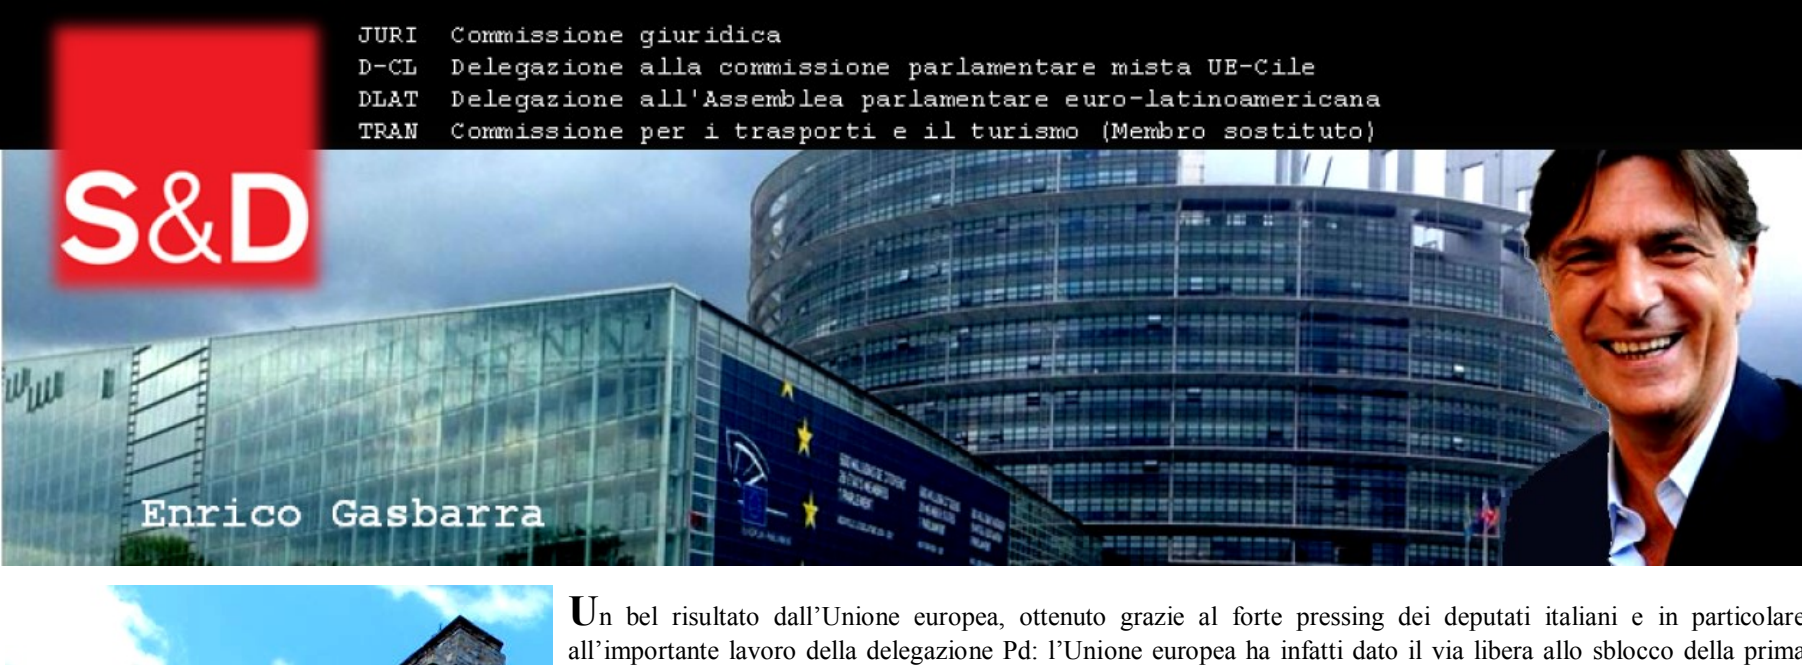 JURI Commissione giuridica
D-CL Delegazione alla commissione parlamentare mista UE-Cile
DLAT Delegazione all'Assemblea parlamentare euro-latinoamericana
TRAN Commissione per i trasporti e il turismo (Membro sostituto)
S&D
Enrico Gasbarra
Un bel risultato dall’Unione europea, ottenuto grazie al forte pressing dei deputati italiani e in particolare
all’importante lavoro della delegazione Pd: l’Unione europea ha infatti dato il via libera allo sblocco della prima